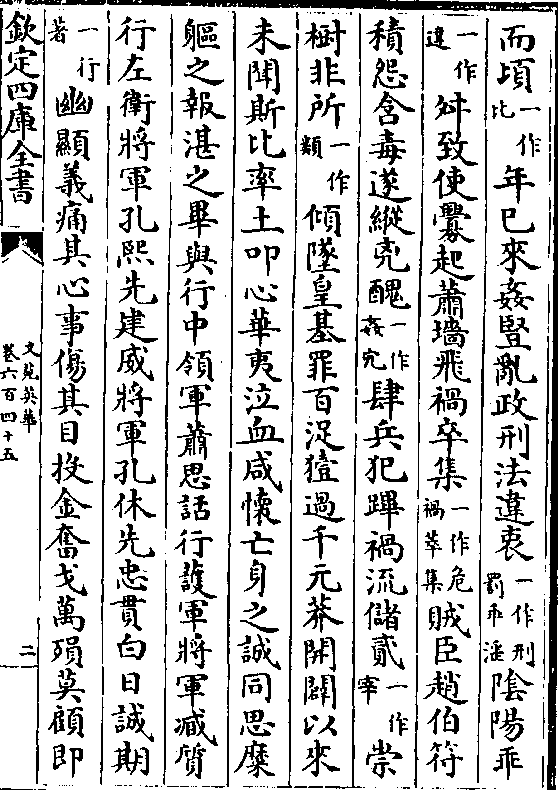 而頃一作比年已來姦豎亂政刑法違衷一作刑罰乖淫陰陽乖
一作違舛致使釁起蕭墻飛禍卒集一作危禍萃集賊臣趙伯符
積怨含毒遂縱兇醜一作姦宄肆兵犯蹕禍流儲貳一作宰崇
樹非所一作類傾墜皇基罪百浞豷過千元莽開闢以來
未聞斯比率土叩心華夷泣血咸懷亡身之誠同思糜
軀之報湛之曅與行中領軍蕭思話行護軍將軍臧質
行左衛將軍孔熙先建威將軍孔休先忠貫白日誠期
一作行著幽顯義痛其心事傷其目投金奮戈萬殞莫顧即
欽定四庫全書
文苑英華
卷六百四十五
二